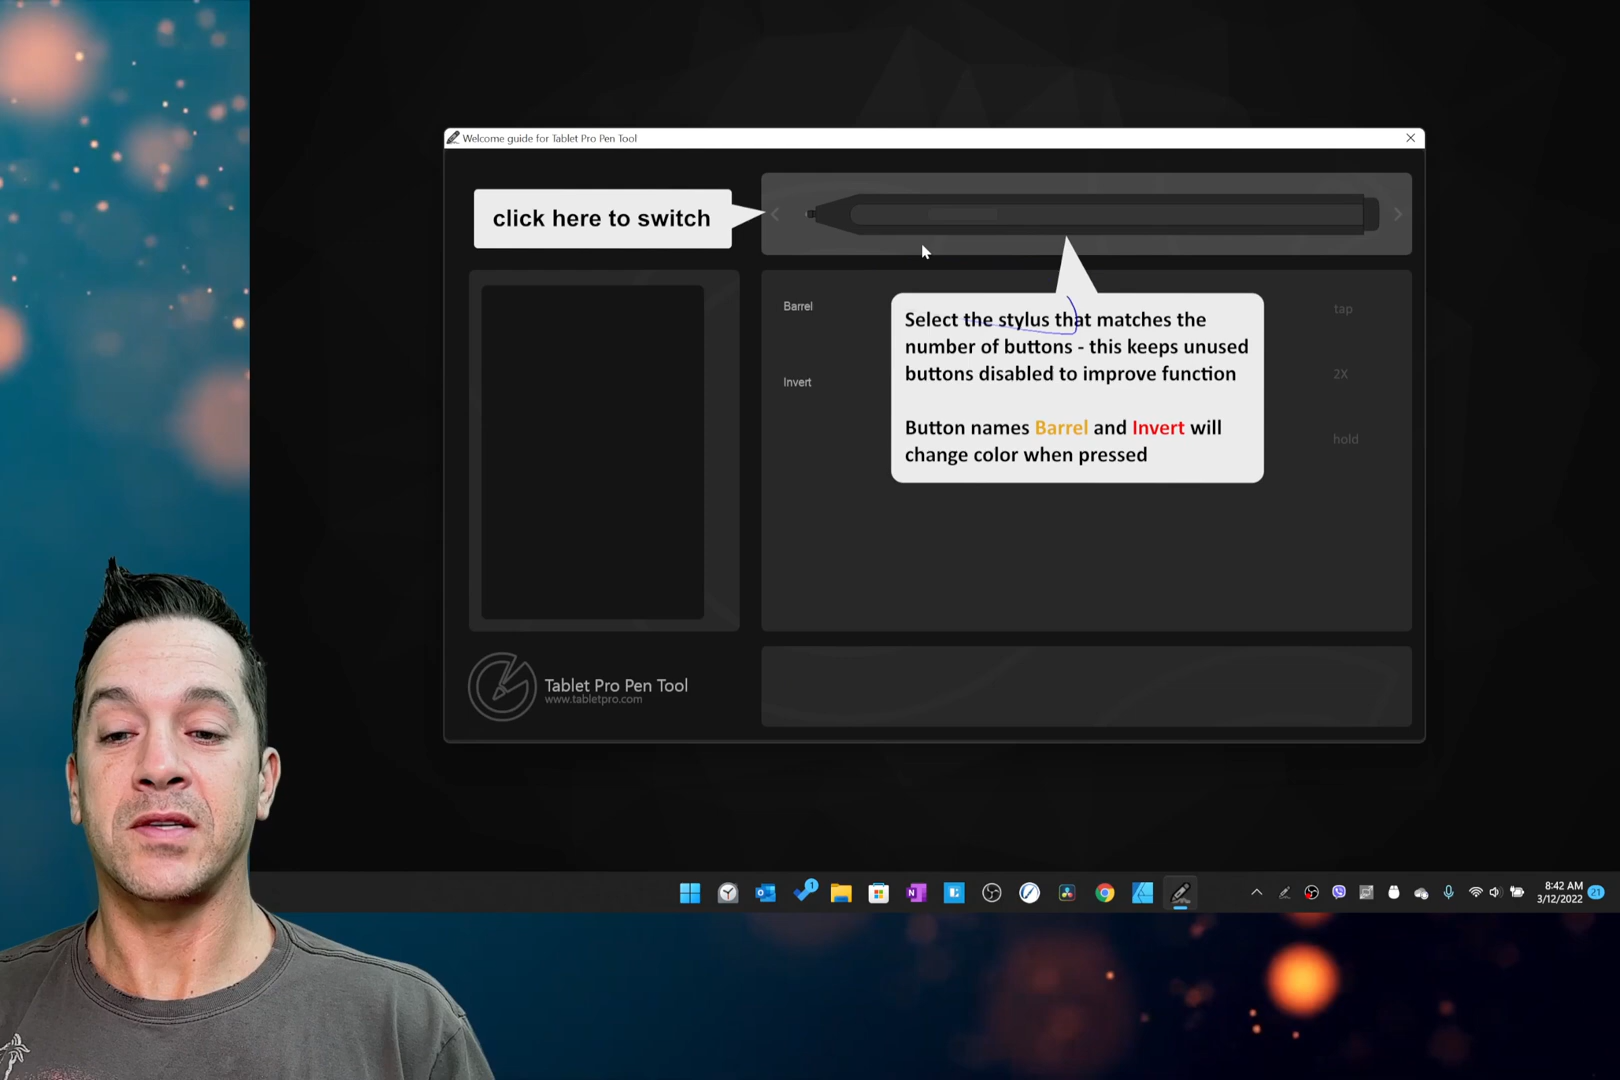 Welcome guide for Tablet Pro Pen Tool
click here to switch
Barrel
Invert
Select the stylus that matches the
number of buttons - this keeps unused
buttons disabled to improve function
Button names Barrel and Invert will
change color when pressed
tap
2X
hold
Tablet Pro Pen Tool
www.tabletpro.com
1
N
8:42 AM
3/12/2022
21